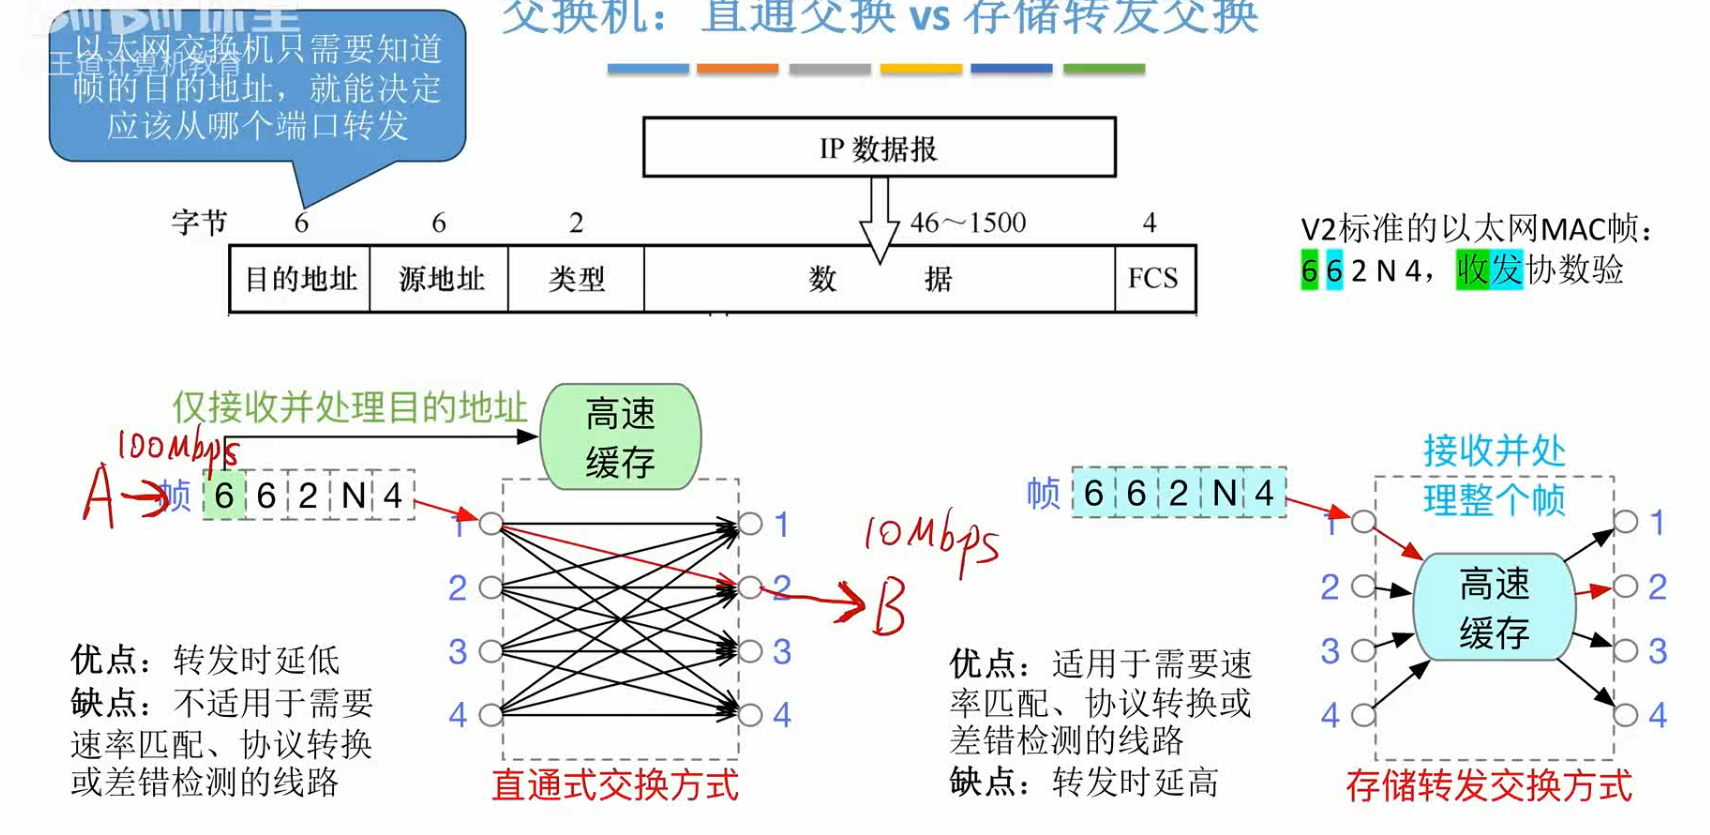 交换机：直通交换 vs 存储转发交换
王道计算机教育
以太网交换机只需要知道
帧的目的地址，就能决定
应该从哪个端口转发
IP 数据报
字节 6 6 2 46～1500 4
目的地址 源地址 类型 数 据 FCS
V2标准的以太网MAC帧：
6 6 2 N 4，收发协数验
仅接收并处理目的地址
高速
缓存
100Mbps
A
帧 6 6 2 N 4
1 1
2 2
3 3
4 4
10Mbps
B
优点：转发时延低
缺点：不适用于需要
速率匹配、协议转换
或差错检测的线路
直通式交换方式
接收并处
理整个帧
帧 6 6 2 N 4
1 1
2 2
3 3
4 4
高速
缓存
优点：适用于需要速
率匹配、协议转换或
差错检测的线路
缺点：转发时延高
存储转发交换方式